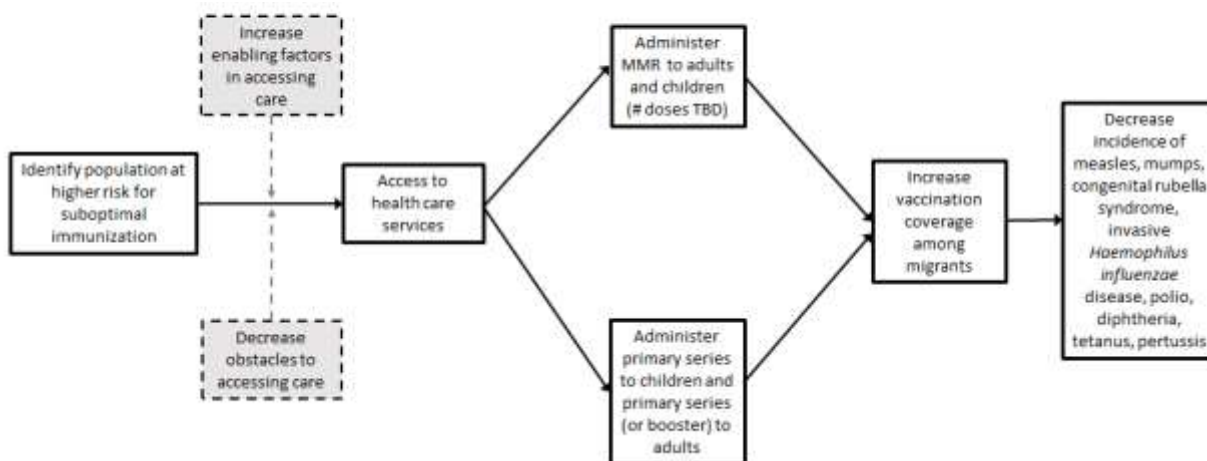 Increase
enabling factors
in accessing
care
Identify population at
higher risk for
suboptimal
immunization
Decrease
obstacles to
accessing care
Access to
health care
services
Administer
MMR to adults
and children
(# doses TBD)
Administer
primary series
to children and
primary series
(or booster) to
adults
Increase
vaccination
coverage
among
migrants
Decrease
incidence of
measles, mumps,
congenital rubella
syndrome,
invasive
Haemophilus
influenzae
disease, polio,
diphtheria,
tetanus, pertussis